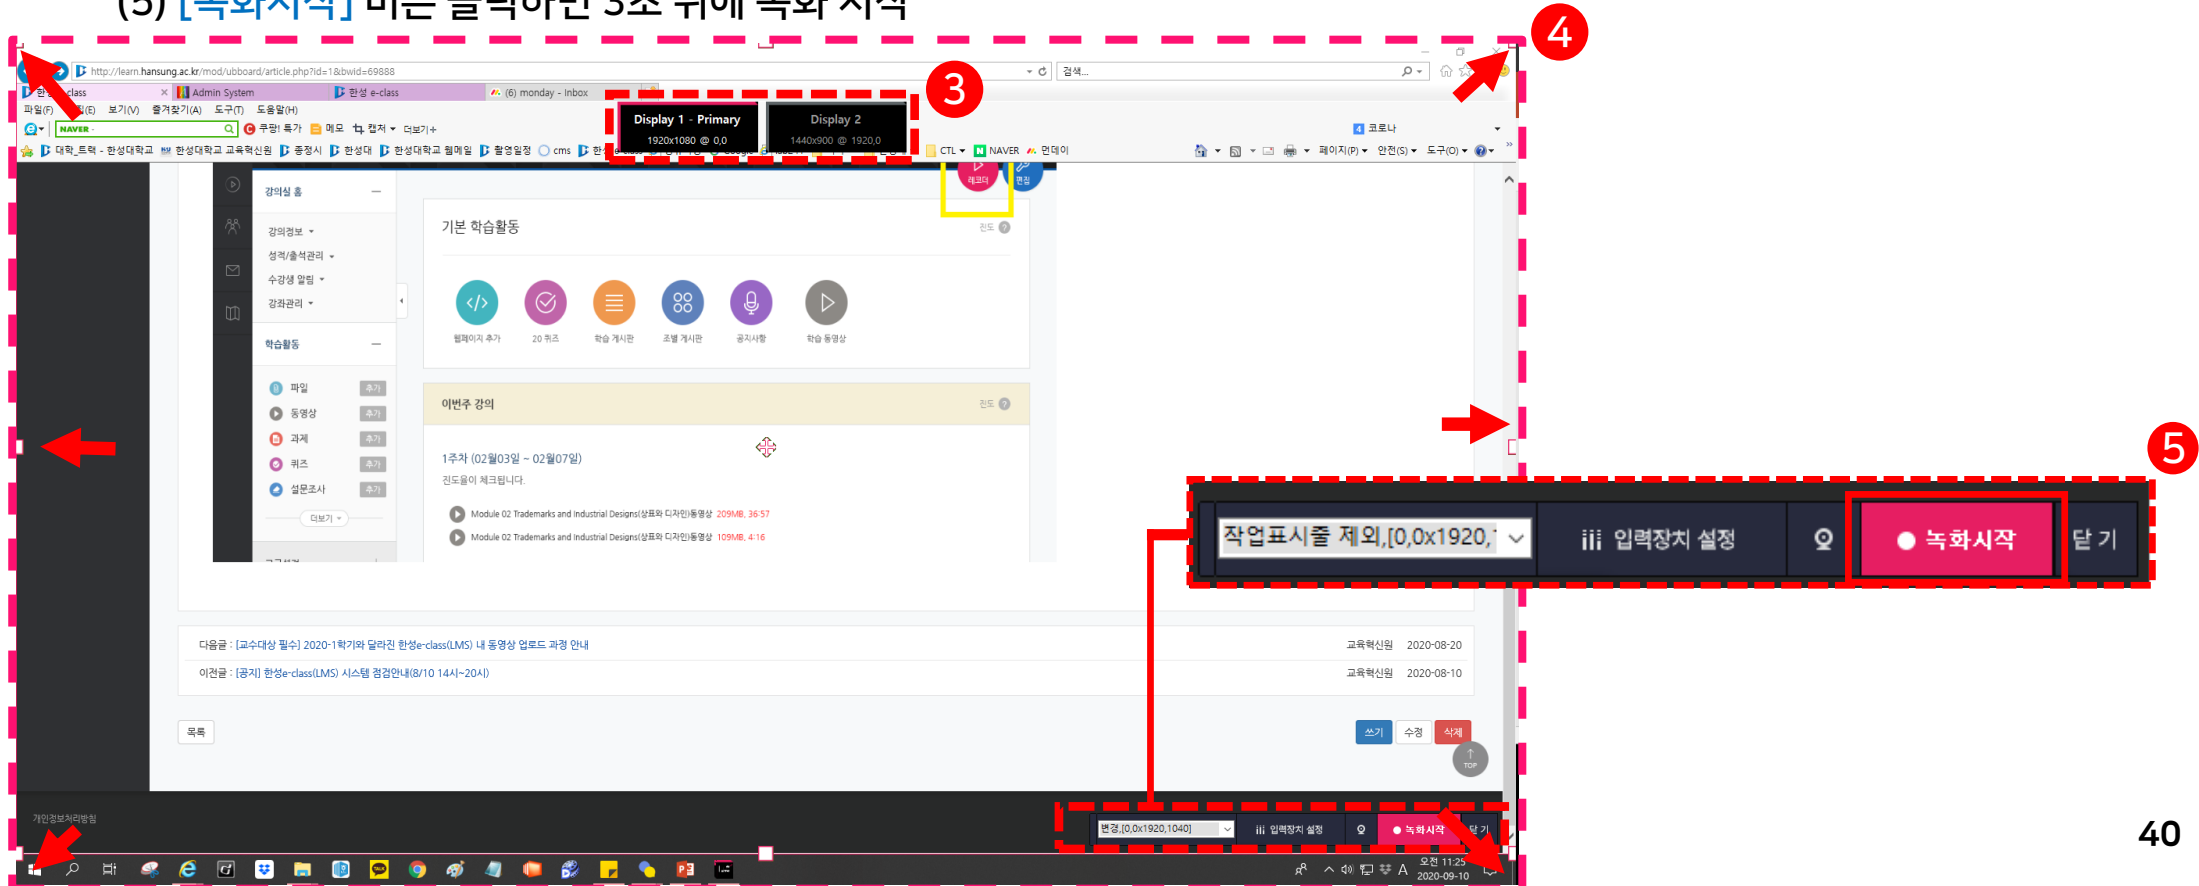 (5) [녹화시작] 버튼 클릭하면 3초 뒤에 녹화 시작
4
http://learn.hansung.ac.kr/mod/ubboard/article.php?id=1&bwid=69888
검색...
3
e-class
Admin System
한성 e-class
(6) monday - Inbox
파일(F) (E) 보기(V) 즐겨찾기(A) 도구(T) 도움말(H)
Display 1 - Primary
1920x1080 @ 0,0
Display 2
1440x900 @ 1920,0
NAVER
쿠팡! 특가 메모 캡처 더보기+
4 코로나
대학_트랙 - 한성대학교 한성대학교 교육혁신원 종정시 한성대 한성대학교 웹메일 촬영일정 cms
CTL NAVER 먼데이
페이지(P) 안전(S) 도구(O)
레코더
편집
강의실 홈
강의정보
성적/출석관리
수강생 알림
강좌관리
학습활동
파일 추가
동영상 추가
과제 추가
퀴즈 추가
설문조사 추가
더보기
기본 학습활동
진도
웹페이지 추가
20 퀴즈
학습 게시판
조별 게시판
공지사항
학습 동영상
이번주 강의
진도
1주차 (02월03일 ~ 02월07일)
진도율이 체크됩니다.
Module 02 Trademarks and Industrial Designs(상표와 디자인)동영상 209MB, 36:57
Module 02 Trademarks and Industrial Designs(상표와 디자인)동영상 109MB, 4:16
5
작업표시줄 제외,[0,0x1920,
입력장치 설정
녹화시작
닫기
다음글 : [교수대상 필수] 2020-1학기와 달라진 한성e-class(LMS) 내 동영상 업로드 과정 안내
교육혁신원 2020-08-20
이전글 : [공지] 한성e-class(LMS) 시스템 점검안내(8/10 14시~20시)
교육혁신원 2020-08-10
목록
쓰기
수정
삭제
TOP
개인정보처리방침
변경,[0,0x1920,1040]
입력장치 설정
녹화시작
닫기
40
A
오전 11:25
2020-09-10